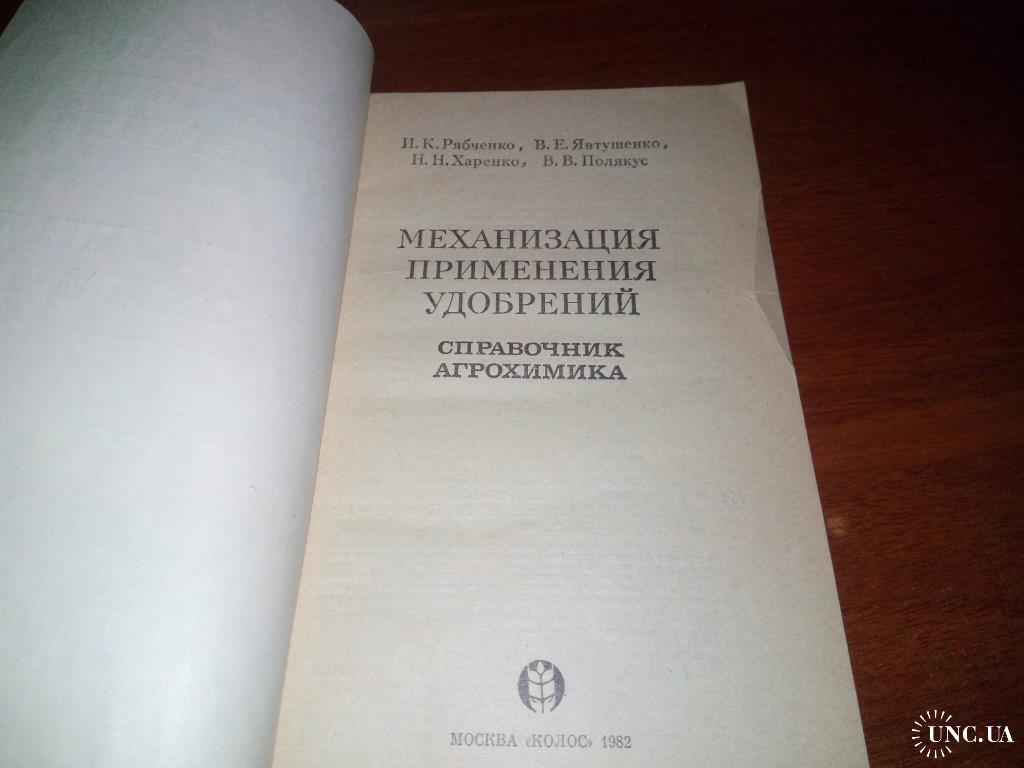 И. К. Рябченко, В. Е. Явтушенко,
Н. Н. Харенко, В. В. Полякус
МЕХАНИЗАЦИЯ
ПРИМЕНЕНИЯ
УДОБРЕНИЙ
СПРАВОЧНИК
АГРОХИМИКА
МОСКВА «КОЛОС» 1982
UNC.UA